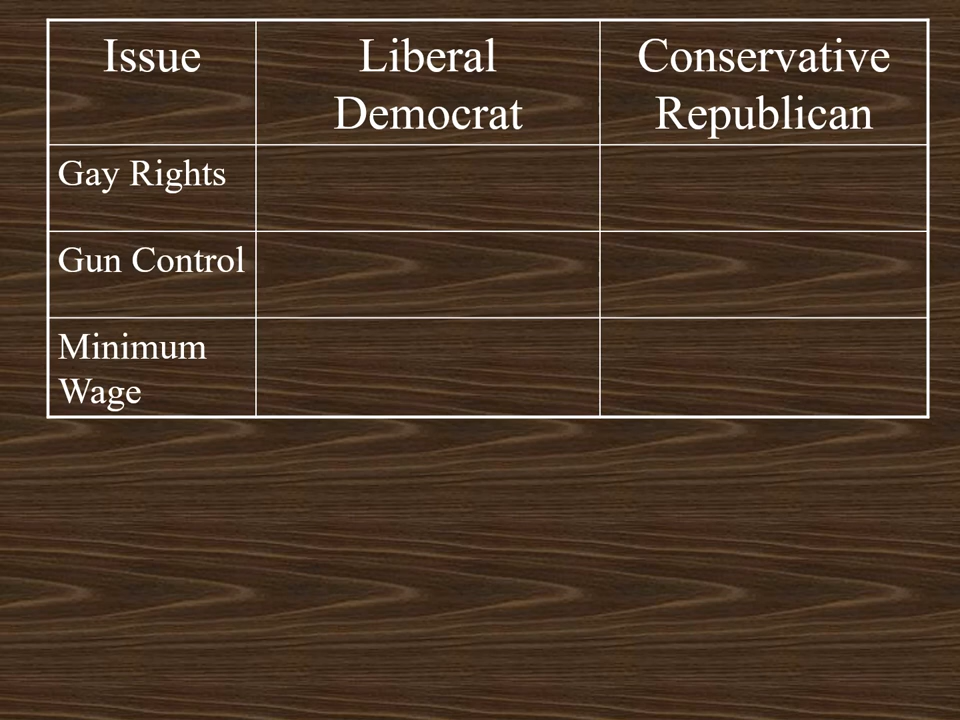 Issue
Liberal
Democrat
Conservative
Republican
Gay Rights
Gun Control
Minimum
Wage